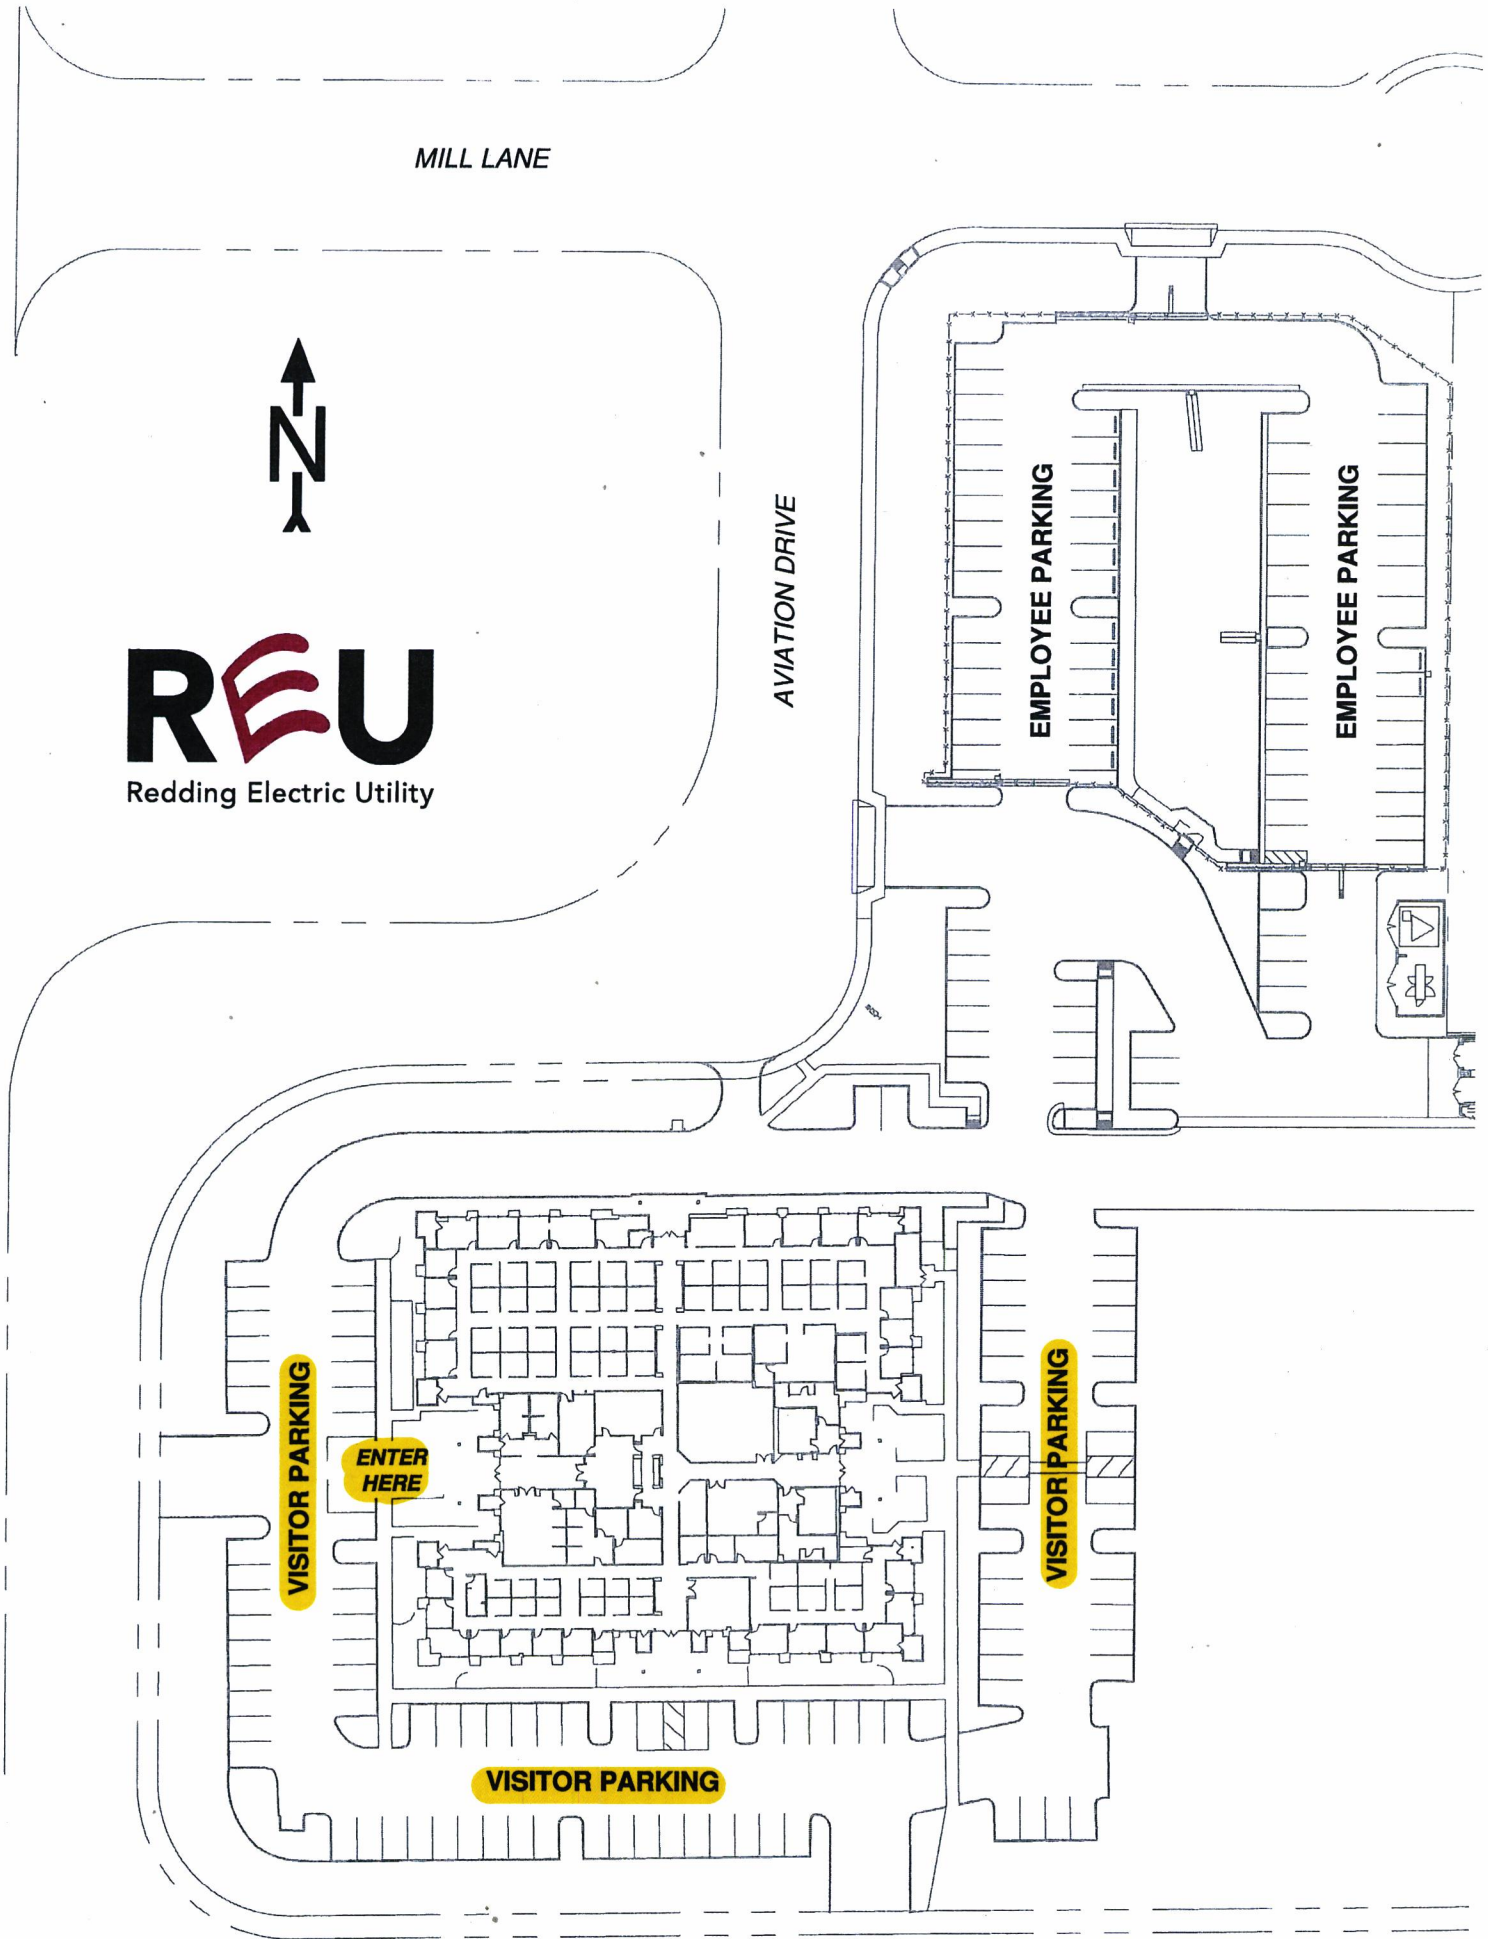 MILL LANE
N
AVIATION DRIVE
EMPLOYEE PARKING
EMPLOYEE PARKING
REU
Redding Electric Utility
VISITOR PARKING
ENTER
HERE
VISITOR PARKING
VISITOR PARKING